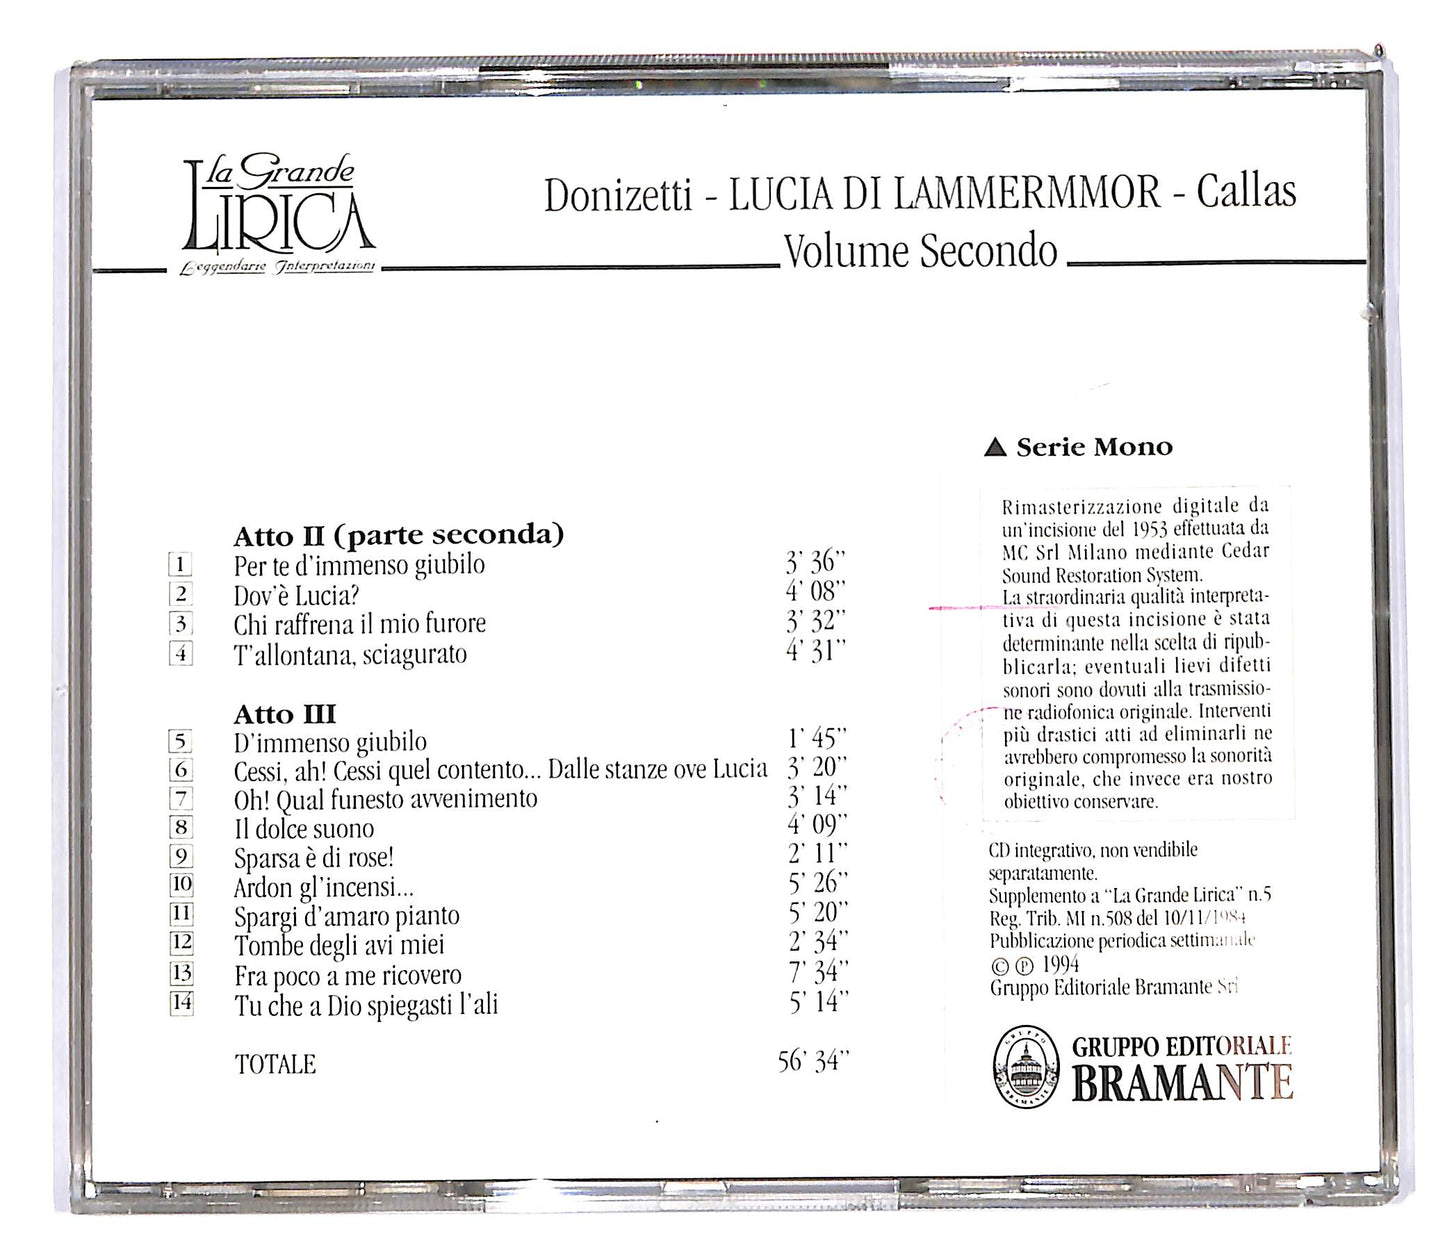 la Grande
LIRICA
Leggendarie Interpretazioni
Donizetti - LUCIA DI LAMMERMMOR - Callas
Volume Secondo
Atto II (parte seconda)
1 Per te d'immenso giubilo 3' 36"
2 Dov'è Lucia? 4' 08"
3 Chi raffrena il mio furore 3' 32"
4 T'allontana, sciagurato 4' 31"
Atto III
5 D'immenso giubilo 1' 45"
6 Cessi, ah! Cessi quel contento... Dalle stanze ove Lucia 3' 20"
7 Oh! Qual funesto avvenimento 3' 14"
8 Il dolce suono 4' 09"
9 Sparsa è di rose! 2' 11"
10 Ardon gl'incensi... 5' 26"
11 Spargi d'amaro pianto 5' 20"
12 Tombe degli avi miei 2' 34"
13 Fra poco a me ricovero 7' 34"
14 Tu che a Dio spiegasti l'ali 5' 14"
TOTALE 56' 34"
▲ Serie Mono
Rimasterizzazione digitale da
un'incisione del 1953 effettuata da
MC Srl Milano mediante Cedar
Sound Restoration System.
La straordinaria qualità interpreta-
tiva di questa incisione è stata
determinante nella scelta di ripub-
blicarla; eventuali lievi difetti
sonori sono dovuti alla trasmissio-
ne radiofonica originale. Interventi
più drastici atti ad eliminarli ne
avrebbero compromesso la sonorità
originale, che invece era nostro
obiettivo conservare.
CD integrativo, non vendibile
separatamente.
Supplemento a "La Grande Lirica" n.5
Reg. Trib. MI n.508 del 10/11/1984
Pubblicazione periodica settimanale
© ℗ 1994
Gruppo Editoriale Bramante Srl
GRUPPO
BRAMANTE
GRUPPO EDITORIALE
BRAMANTE